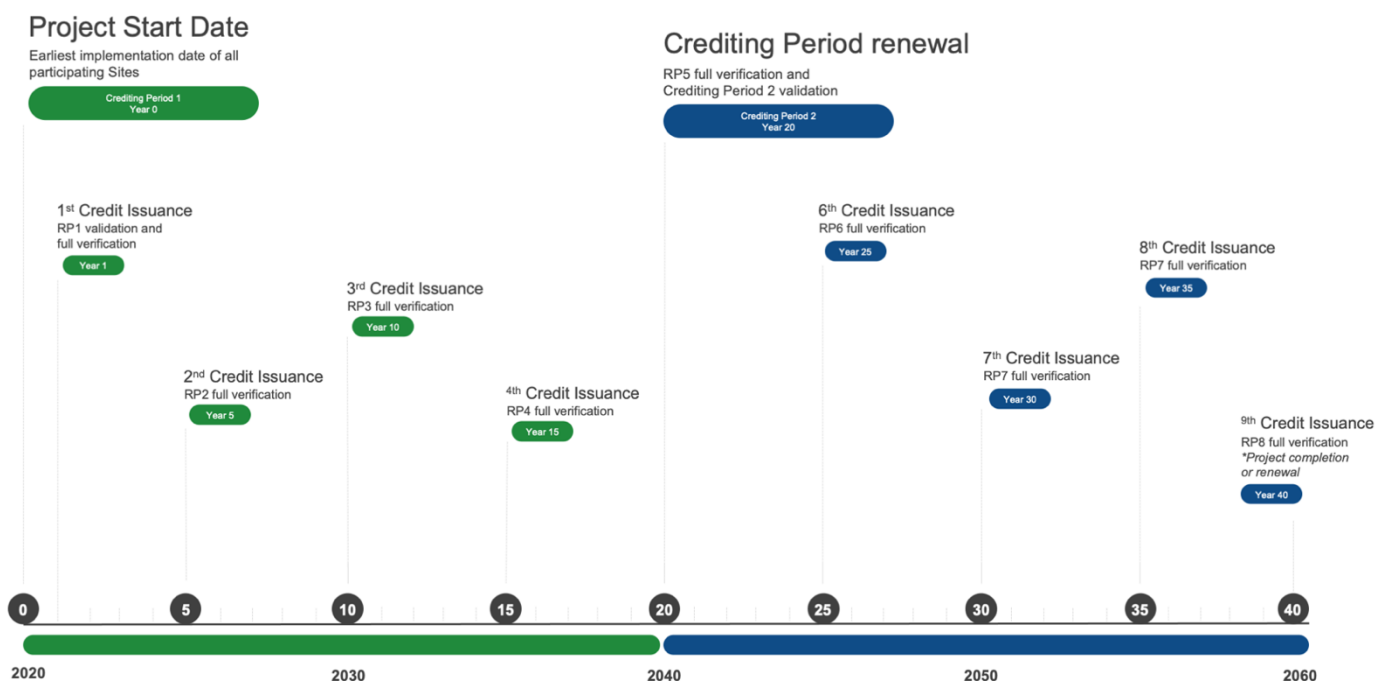 Project Start Date
Earliest implementation date of all
participating Sites
Crediting Period 1
Year 0
Crediting Period renewal
RP5 full verification and
Crediting Period 2 validation
Crediting Period 2
Year 20
1st Credit Issuance
RP1 validation and
full verification
Year 1
2nd Credit Issuance
RP2 full verification
Year 5
3rd Credit Issuance
RP3 full verification
Year 10
4th Credit Issuance
RP4 full verification
Year 15
6th Credit Issuance
RP6 full verification
Year 25
7th Credit Issuance
RP7 full verification
Year 30
8th Credit Issuance
RP7 full verification
Year 35
9th Credit Issuance
RP8 full verification
*Project completion
or renewal
Year 40
0 5 10 15 20 25 30 35 40
2020 2030 2040 2050 2060